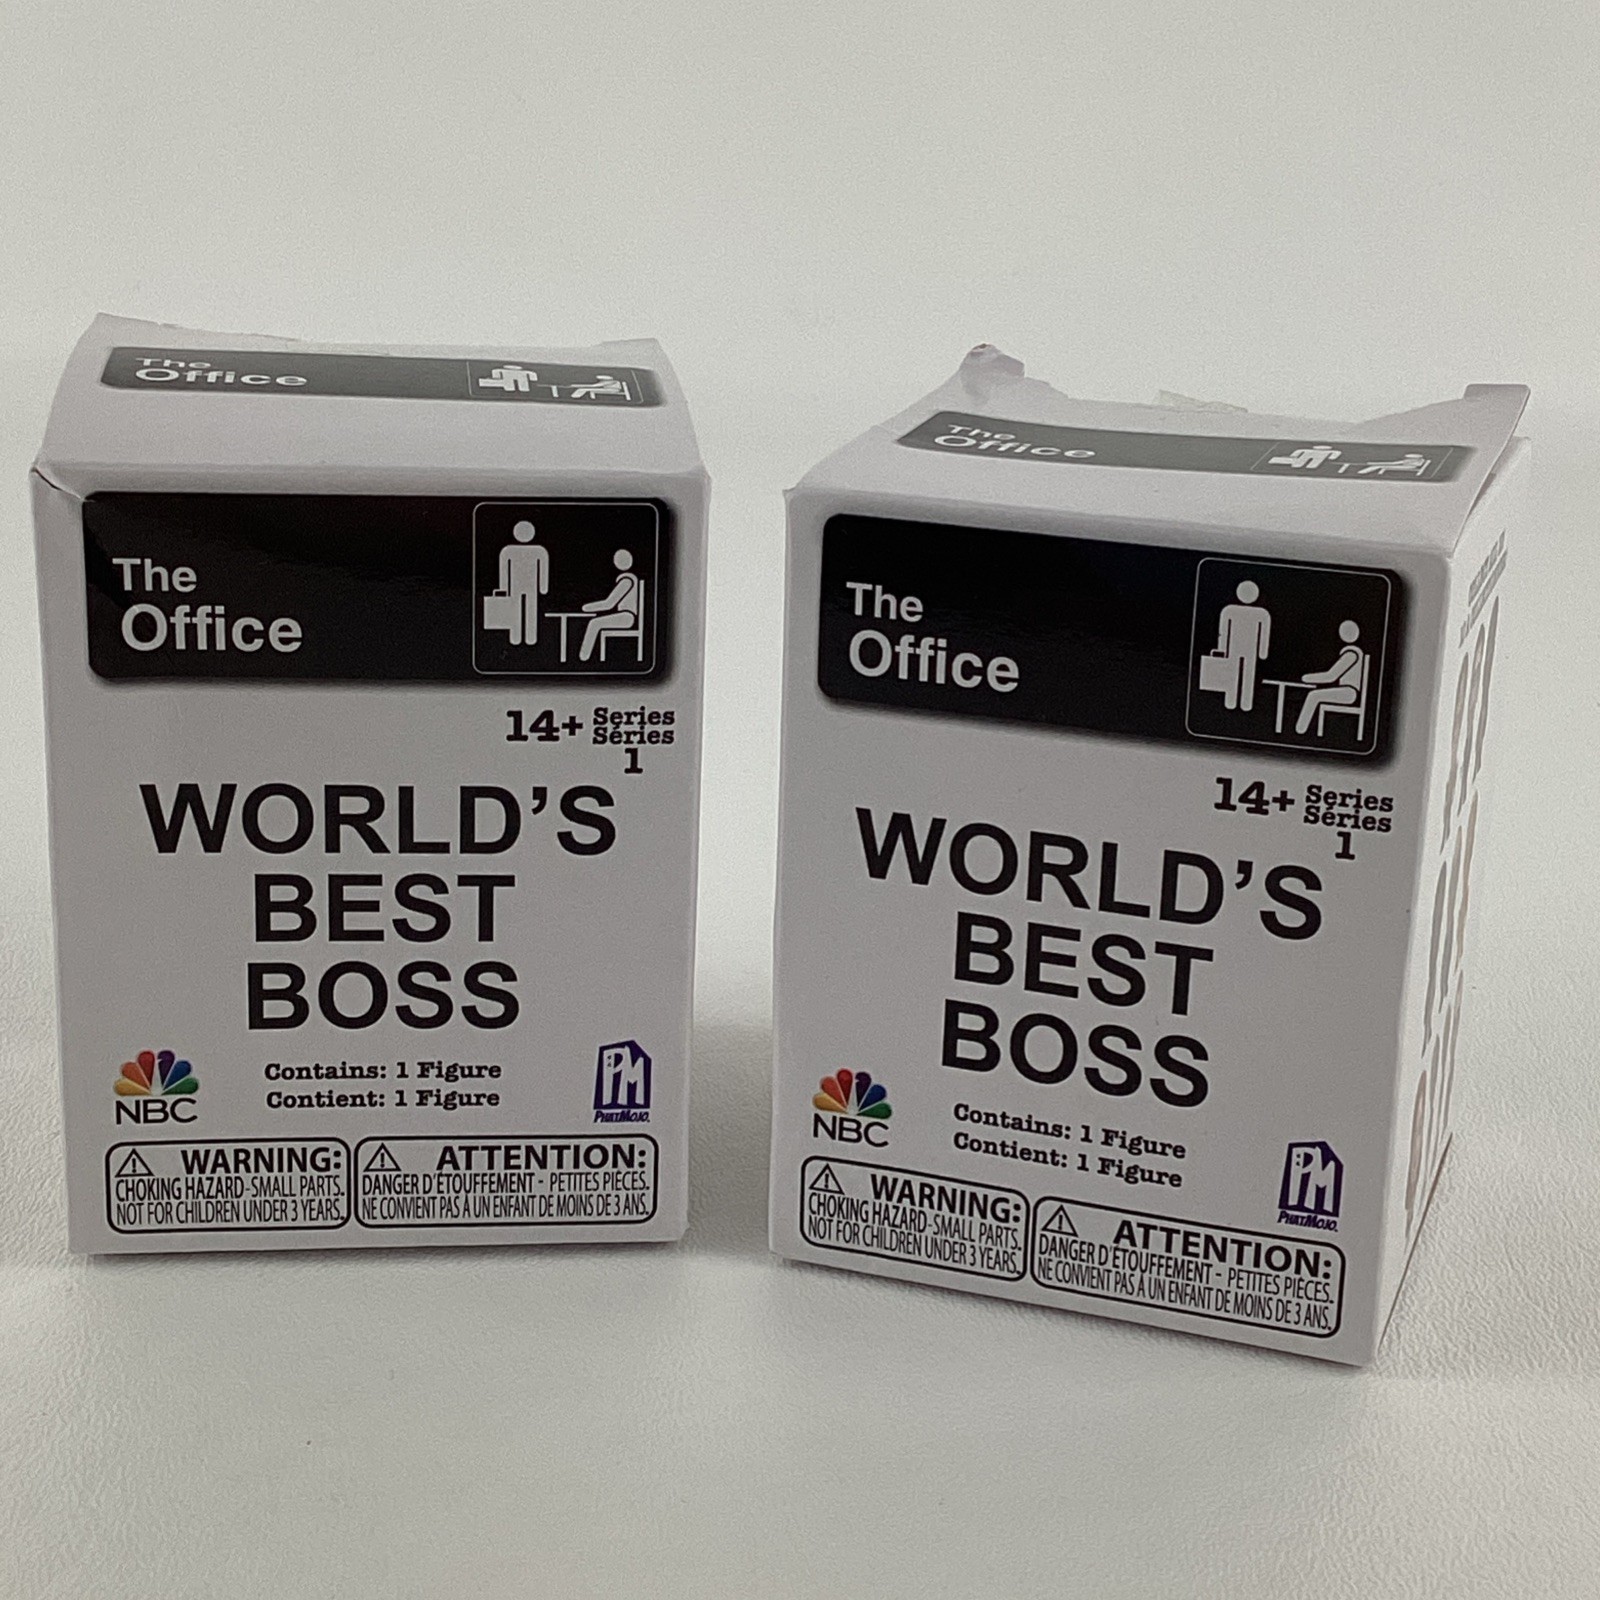 The
Office
The
Office
14+ Series
Séries
1
WORLD'S
BEST
BOSS
NBC
Contains: 1 Figure
Contient: 1 Figure
PM
PHATMOJO.
WARNING:
CHOKING HAZARD-SMALL PARTS.
NOT FOR CHILDREN UNDER 3 YEARS.
ATTENTION:
DANGER D'ÉTOUFFEMENT - PETITES PIÈCES.
NE CONVIENT PAS À UN ENFANT DE MOINS DE 3 ANS.
The
Office
The
Office
14+ Series
Séries
1
WORLD'S
BEST
BOSS
NBC
Contains: 1 Figure
Contient: 1 Figure
PM
PHATMOJO.
WARNING:
CHOKING HAZARD-SMALL PARTS.
NOT FOR CHILDREN UNDER 3 YEARS.
ATTENTION:
DANGER D'ÉTOUFFEMENT - PETITES PIÈCES.
NE CONVIENT PAS À UN ENFANT DE MOINS DE 3 ANS.